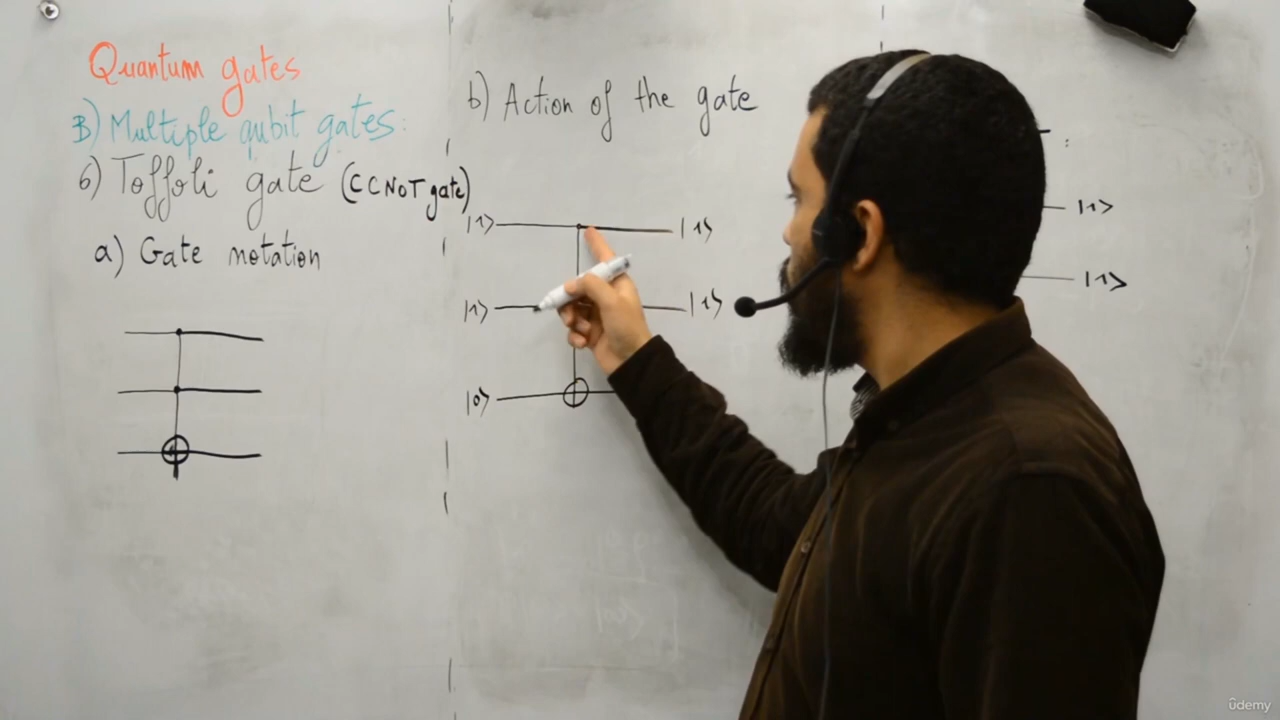 Quantum gates
B) Multiple qubit gates:
6) Toffoli gate (CCNOT gate)
a) Gate notation
b) Action of the gate
|1> |1>
|1> |1>
|0>
|1>
|1>
ûdemy